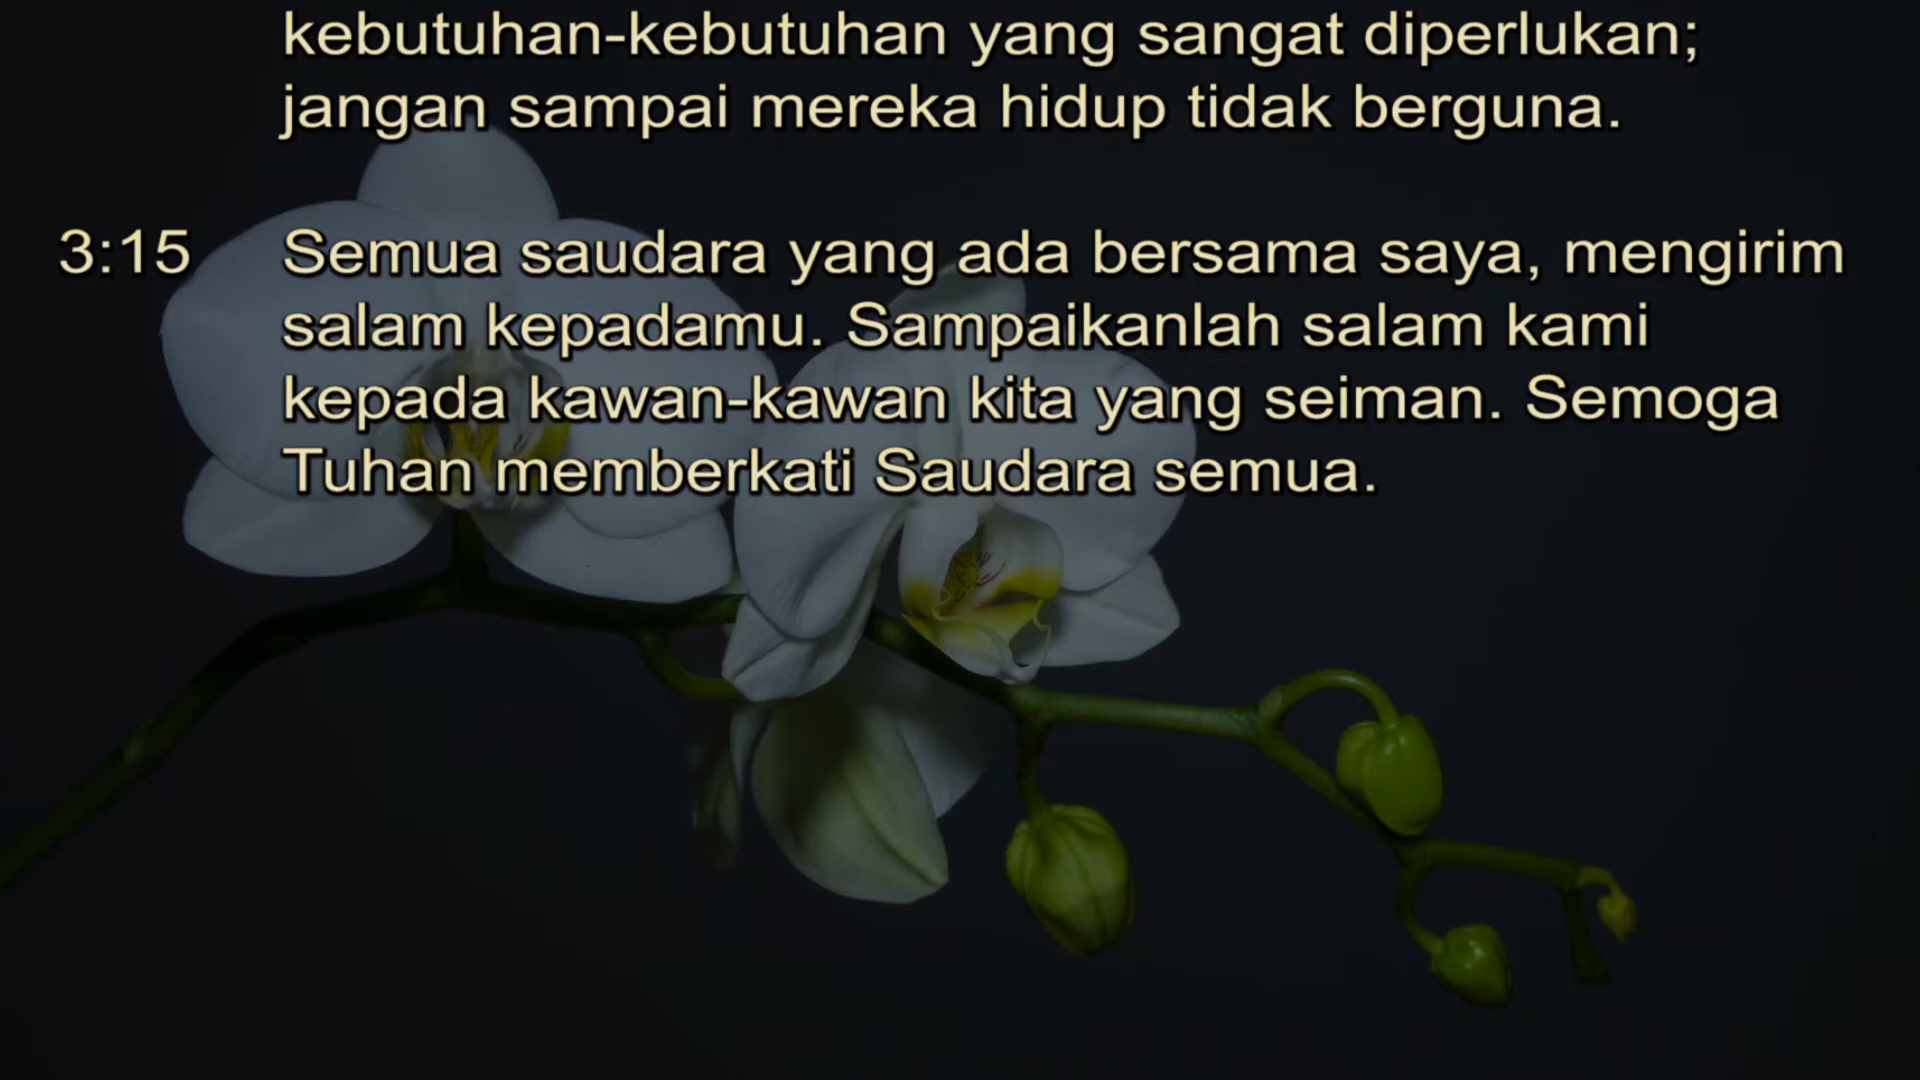 kebutuhan-kebutuhan yang sangat diperlukan;
jangan sampai mereka hidup tidak berguna.
3:15 Semua saudara yang ada bersama saya, mengirim
salam kepadamu. Sampaikanlah salam kami
kepada kawan-kawan kita yang seiman. Semoga
Tuhan memberkati Saudara semua.